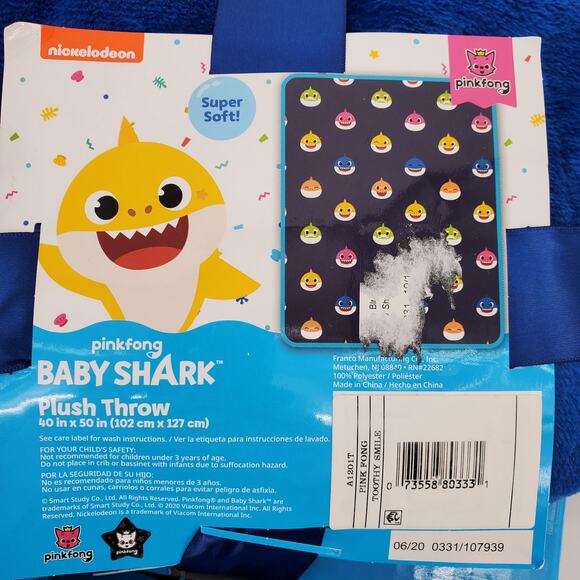 nickelodeon
pinkfong
Super
Soft!
pinkfong
BABY SHARK™
Plush Throw
40 in x 50 in (102 cm x 127 cm)
See care label for wash instructions. / Ver la etiqueta para instrucciones de lavado.
FOR YOUR CHILD'S SAFETY:
Not recommended for children under 3 years of age.
Do not place in crib or bassinet with infants due to suffocation hazard.
POR LA SEGURIDAD DE SU HIJO:
No es recomendado para niños menores de 3 años.
No usar en cunas, carriolos o corrales para evitar peligro de asfixia.
© Smart Study Co., Ltd. All Rights Reserved. Pinkfong® and Baby Shark™ are
trademarks of Smart Study Co., Ltd. © 2020 Viacom International Inc. All Rights
Reserved. Nickelodeon is a trademark of Viacom International Inc.
pinkfong
pinkfong
Franco Manufacturing Co., Inc.
Metuchen, NJ 08840 • RN#22682
100% Polyester / Poliéster
Made in China / Hecho en China
A1201T
PINK FONG
TOOTHY SMILE
0 73558 80333 1
06/20 0331/107939